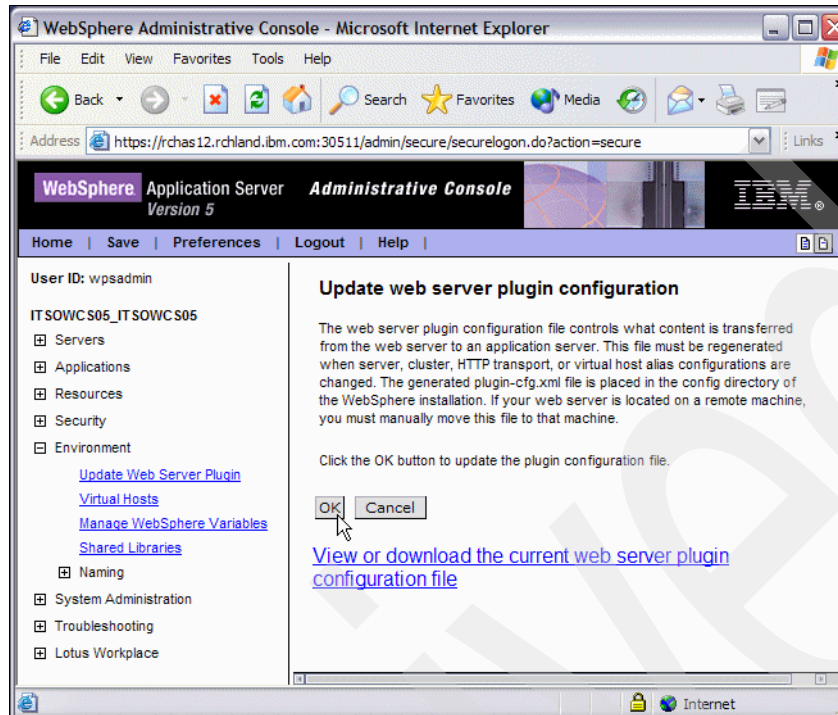 WebSphere Administrative Console - Microsoft Internet Explorer
File Edit View Favorites Tools Help
Back Search Favorites Media
Address https://rchas12.rchland.ibm.com:30511/admin/secure/securelogon.do?action=secure Links
WebSphere Application Server Administrative Console
Version 5
IBM®
Home | Save | Preferences | Logout | Help |
User ID: wpsadmin
ITSOWCS05_ITSOWCS05
Servers
Applications
Resources
Security
Environment
Update Web Server Plugin
Virtual Hosts
Manage WebSphere Variables
Shared Libraries
Naming
System Administration
Troubleshooting
Lotus Workplace
Update web server plugin configuration
The web server plugin configuration file controls what content is transferred
from the web server to an application server. This file must be regenerated
when server, cluster, HTTP transport, or virtual host alias configurations are
changed. The generated plugin-cfg.xml file is placed in the config directory of
the WebSphere installation. If your web server is located on a remote machine,
you must manually move this file to that machine.
Click the OK button to update the plugin configuration file.
OK Cancel
View or download the current web server plugin
configuration file
Internet